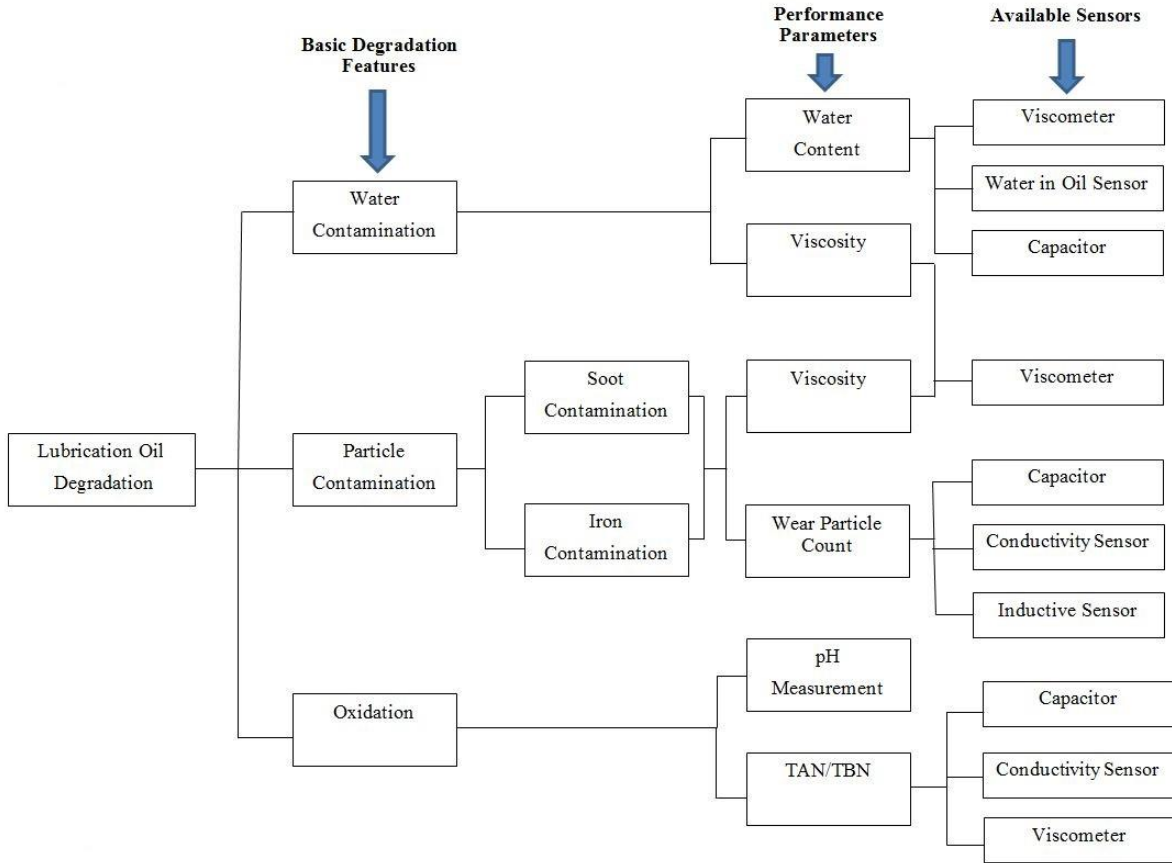 Basic Degradation
Features
Performance
Parameters
Available Sensors
Water
Content
Viscometer
Water in Oil Sensor
Capacitor
Water
Contamination
Viscosity
Soot
Contamination
Viscosity
Viscometer
Lubrication Oil
Degradation
Particle
Contamination
Iron
Contamination
Wear Particle
Count
Capacitor
Conductivity Sensor
Inductive Sensor
Oxidation
pH
Measurement
TAN/TBN
Capacitor
Conductivity Sensor
Viscometer